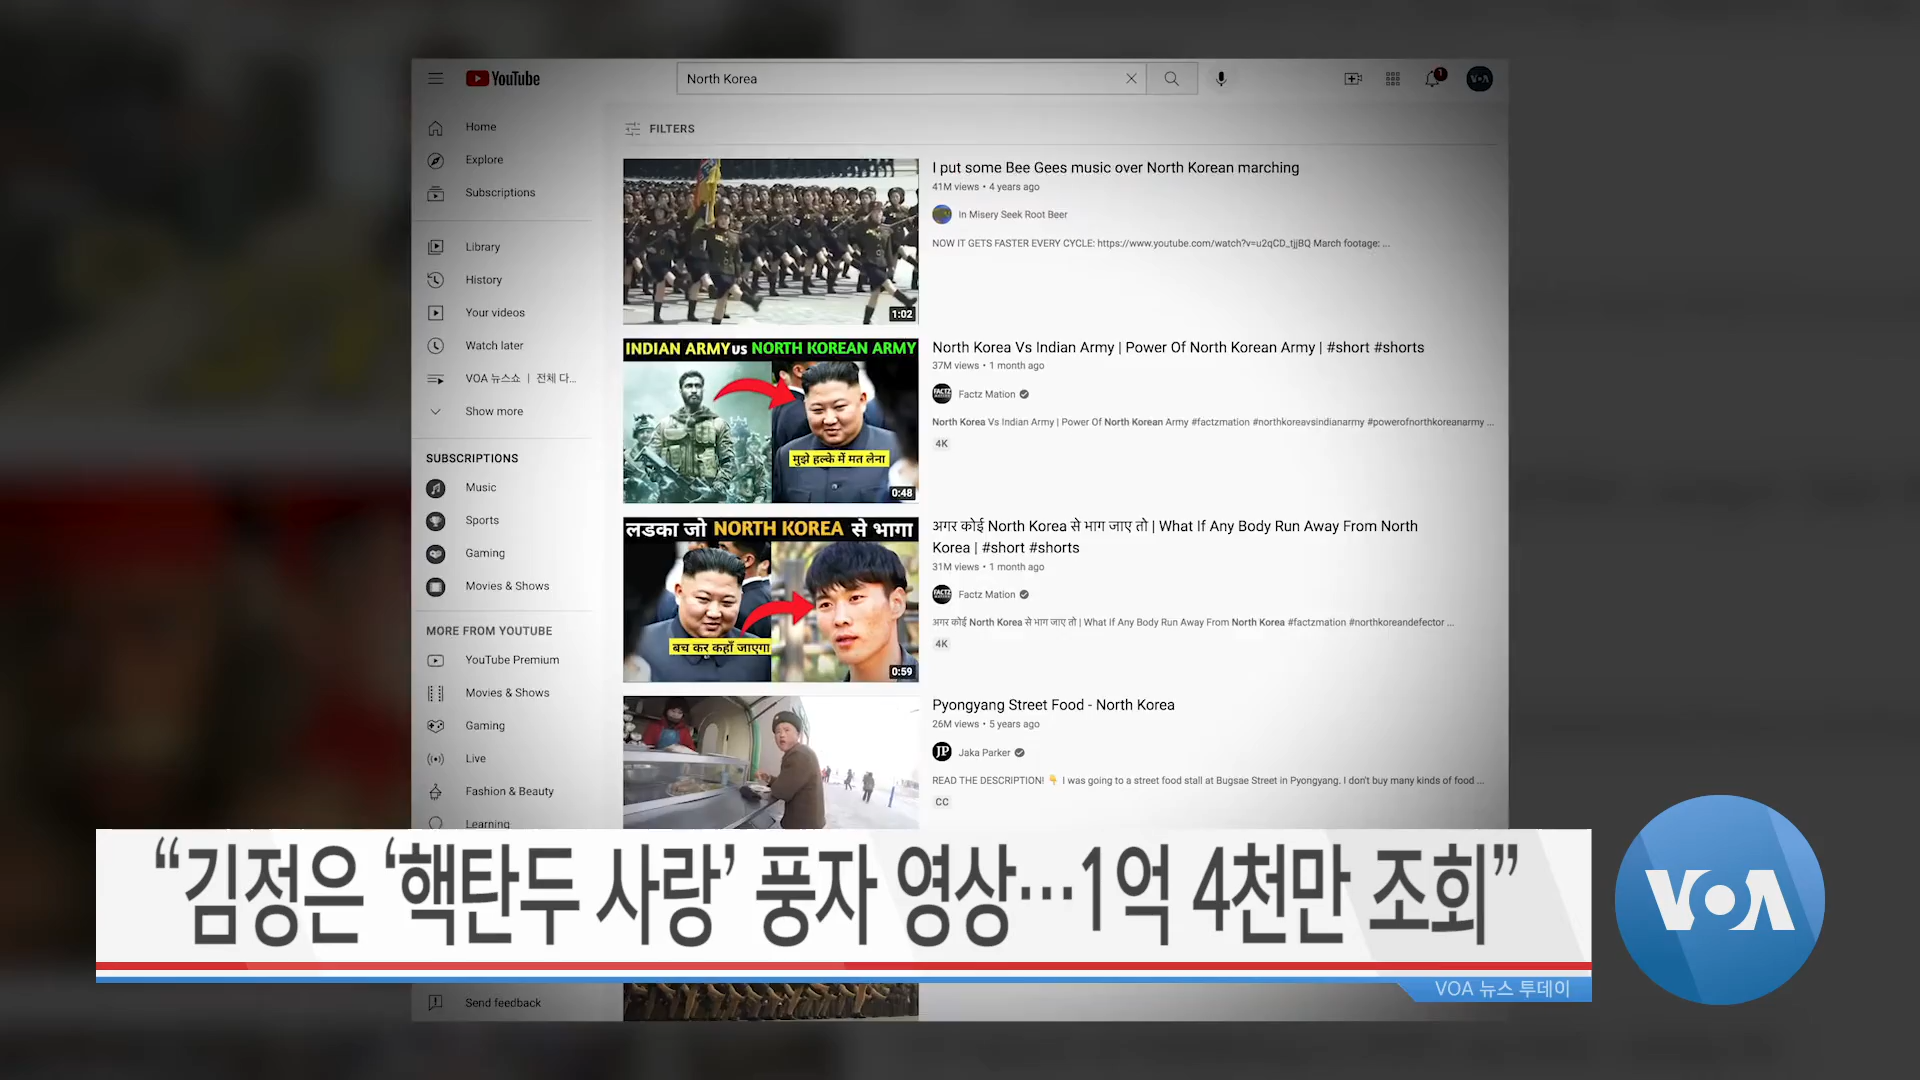 YouTube
North Korea
1
VOA
Home
Explore
Subscriptions
Library
History
Your videos
Watch later
VOA 뉴스쇼 ㅣ 전체 다...
Show more
SUBSCRIPTIONS
Music
Sports
Gaming
Movies & Shows
MORE FROM YOUTUBE
YouTube Premium
Movies & Shows
Gaming
Live
Fashion & Beauty
Learning
Send feedback
FILTERS
1:02
I put some Bee Gees music over North Korean marching
41M views • 4 years ago
In Misery Seek Root Beer
NOW IT GETS FASTER EVERY CYCLE: https://www.youtube.com/watch?v=u2qCD_tjjBQ March footage: ...
INDIAN ARMY US NORTH KOREAN ARMY
मुझे हल्के में मत लेना
0:48
North Korea Vs Indian Army | Power Of North Korean Army | #short #shorts
37M views • 1 month ago
FACTZ
Factz Mation
North Korea Vs Indian Army | Power Of North Korean Army #factzmation #northkoreavsindianarmy #powerofnorthkoreanarmy ...
4K
लडका जो NORTH KOREA से भागा
बच कर कहाँ जाएगा
0:59
अगर कोई North Korea से भाग जाए तो | What If Any Body Run Away From North
Korea | #short #shorts
31M views • 1 month ago
FACTZ
Factz Mation
अगर कोई North Korea से भाग जाए तो | What If Any Body Run Away From North Korea #factzmation #northkoreandefector ...
4K
Pyongyang Street Food - North Korea
26M views • 5 years ago
JP
Jaka Parker
READ THE DESCRIPTION! 👇 I was going to a street food stall at Bugsae Street in Pyongyang. I don't buy many kinds of food ...
CC
“김정은 ‘핵탄두 사랑’ 풍자 영상…1억 4천만 조회”
VOA 뉴스 투데이
VOA